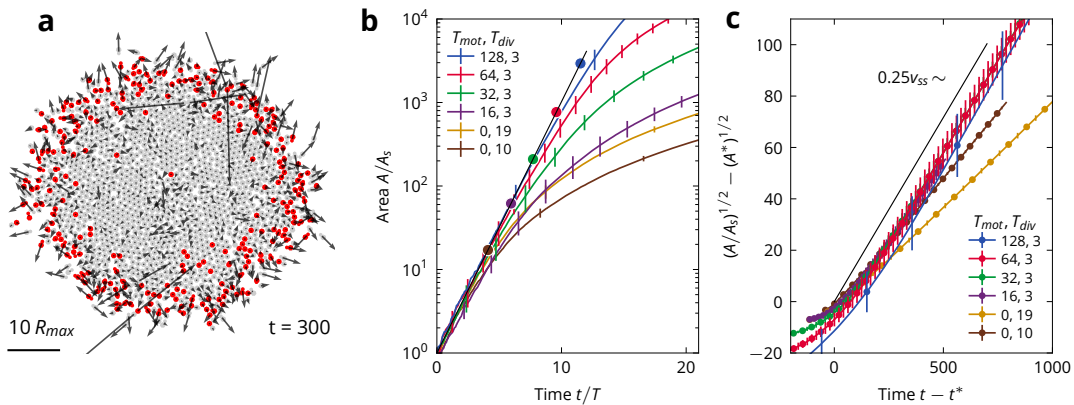 a
10 R_max
t = 300
b
Area A/A_s
10^4
10^3
10^2
10^1
10^0
T_mot, T_div
128, 3
64, 3
32, 3
16, 3
0, 19
0, 10
0
10
20
Time t/T
c
(A/A_s)^{1/2} − (A*)^{1/2}
100
80
60
40
20
0
−20
0.25v_ss ∼
T_mot, T_div
128, 3
64, 3
32, 3
16, 3
0, 19
0, 10
0
500
1000
Time t − t*